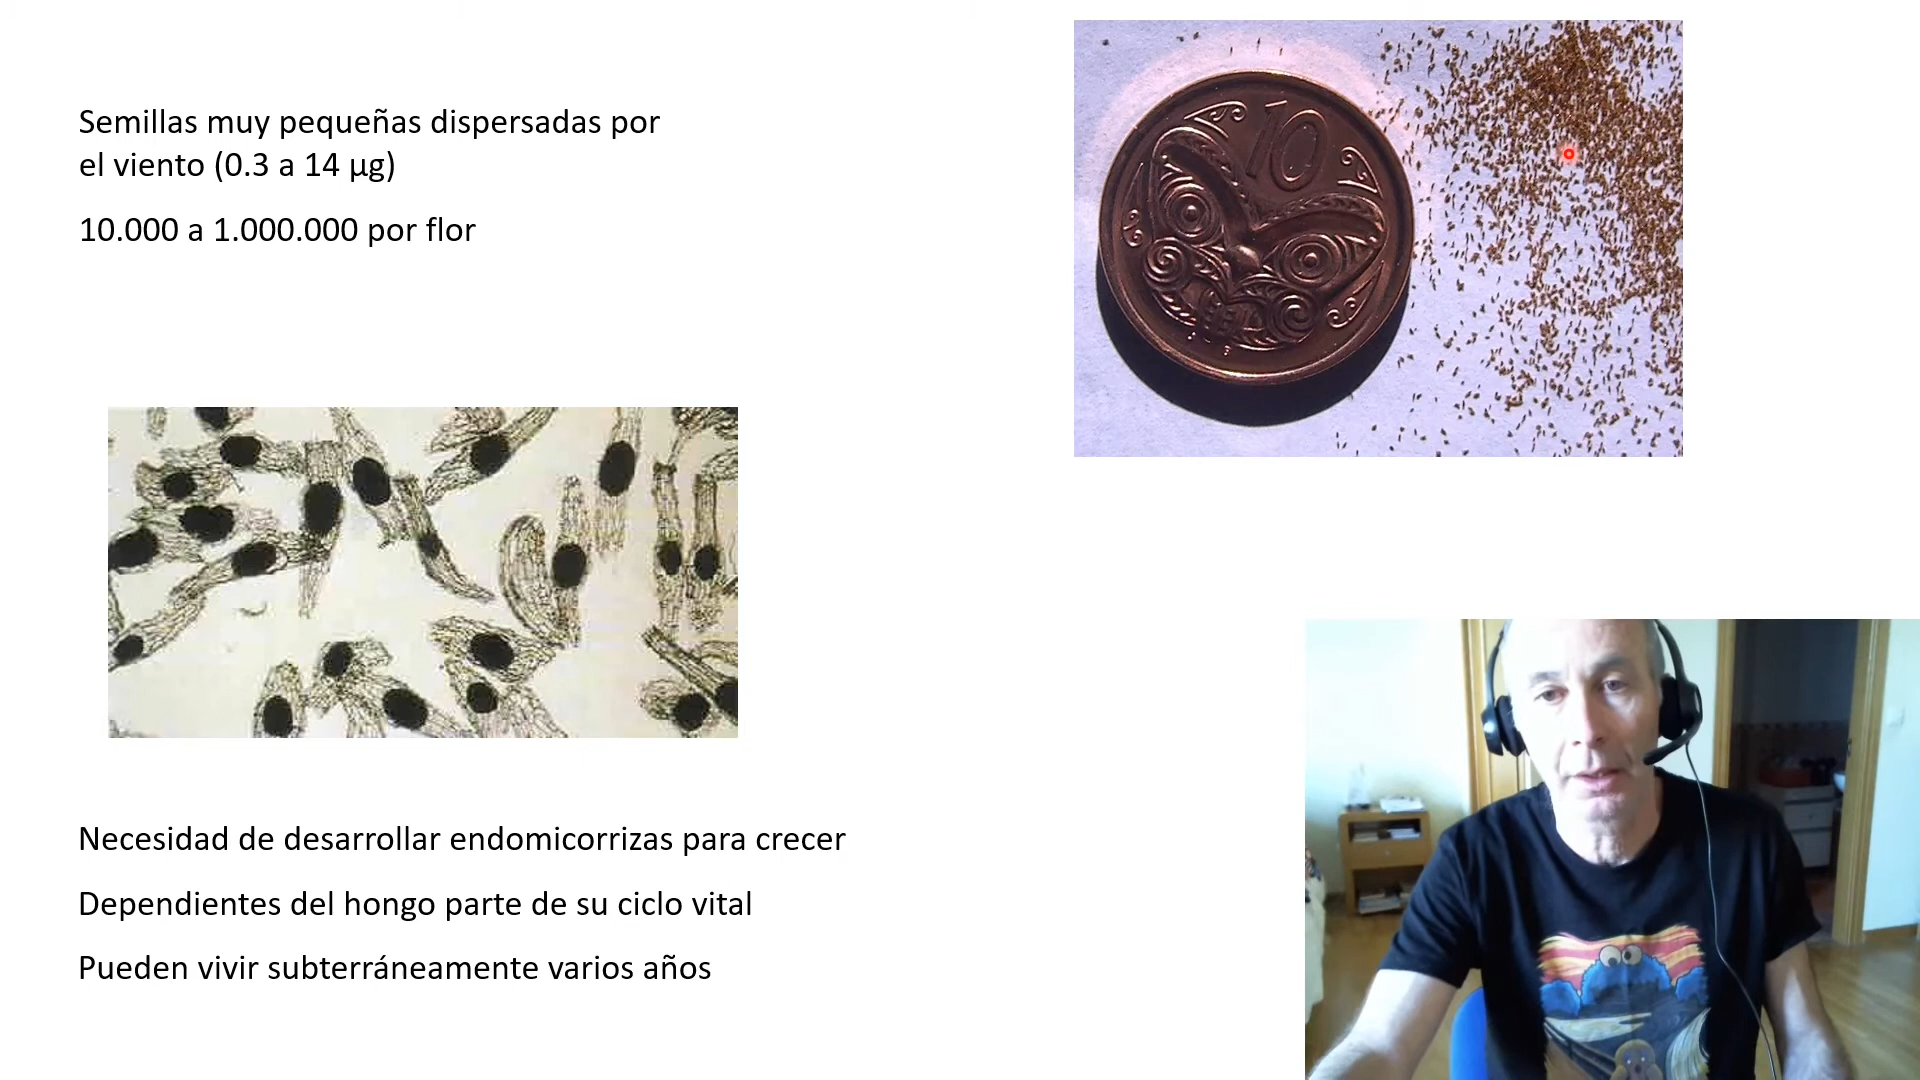 Semillas muy pequeñas dispersadas por
el viento (0.3 a 14 µg)
10.000 a 1.000.000 por flor
10
Necesidad de desarrollar endomicorrizas para crecer
Dependientes del hongo parte de su ciclo vital
Pueden vivir subterráneamente varios años